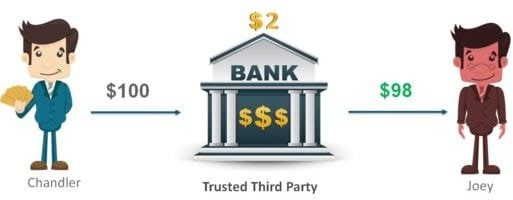 $2
BANK
$100
$98
$$$
Chandler
Trusted Third Party
Joey